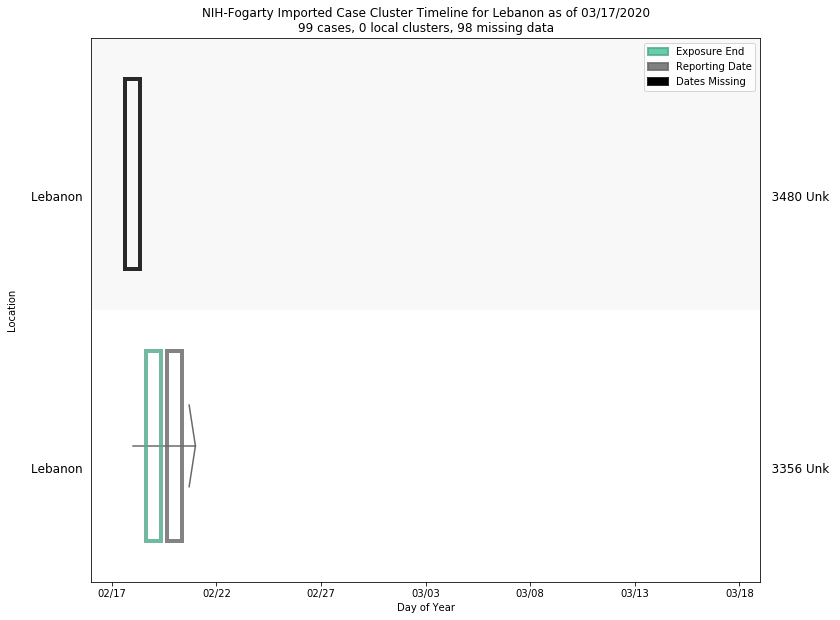 NIH-Fogarty Imported Case Cluster Timeline for Lebanon as of 03/17/2020
99 cases, 0 local clusters, 98 missing data
Exposure End
Reporting Date
Dates Missing
Lebanon
3480 Unk
Location
Lebanon
3356 Unk
02/17 02/22 02/27 03/03 03/08 03/13 03/18
Day of Year